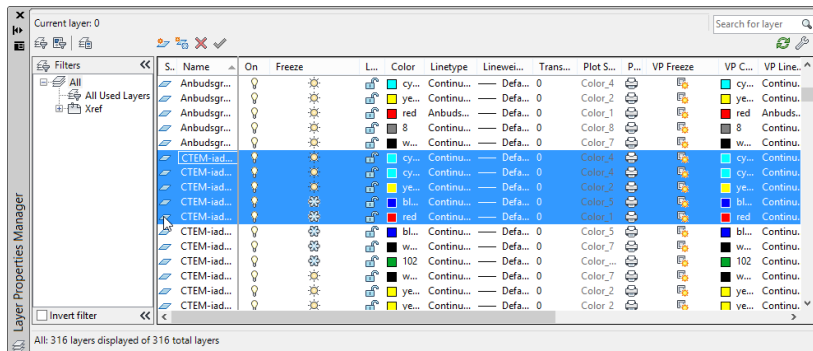 Current layer: 0
Search for layer
Filters
All
All Used Layers
Xref
S.. Name On Freeze L... Color Linetype Linewei... Trans... Plot S... P... VP Freeze VP C... VP Line...
Anbudsgr... cy... Continu... Defa... 0 Color_4 cy... Continu.
Anbudsgr... ye... Continu... Defa... 0 Color_2 ye... Continu.
Anbudsgr... red Anbuds... Defa... 0 Color_1 red Anbuds..
Anbudsgr... 8 Continu... Defa... 0 Color_8 8 Continu.
Anbudsgr... w... Continu... Defa... 0 Color_7 w... Continu.
CTEM-iad... cy... Continu... Defa... 0 Color_4 cy... Continu.
CTEM-iad... cy... Continu... Defa... 0 Color_4 cy... Continu.
CTEM-iad... ye... Continu... Defa... 0 Color_2 ye... Continu.
CTEM-iad... bl... Continu... Defa... 0 Color_5 bl... Continu.
CTEM-iad... red Continu... Defa... 0 Color_1 red Continu.
CTEM-iad... bl... Continu... Defa... 0 Color_5 bl... Continu.
CTEM-iad... w... Continu... Defa... 0 Color_7 w... Continu.
CTEM-iad... 102 Continu... Defa... 0 Color_... 102 Continu.
CTEM-iad... w... Continu... Defa... 0 Color_7 w... Continu.
CTEM-iad... ye... Continu... Defa... 0 Color_2 ye... Continu.
CTEM-iad... ye... Continu... Defa... 0 Color 2 ye... Continu.
Invert filter
All: 316 layers displayed of 316 total layers
Layer Properties Manager